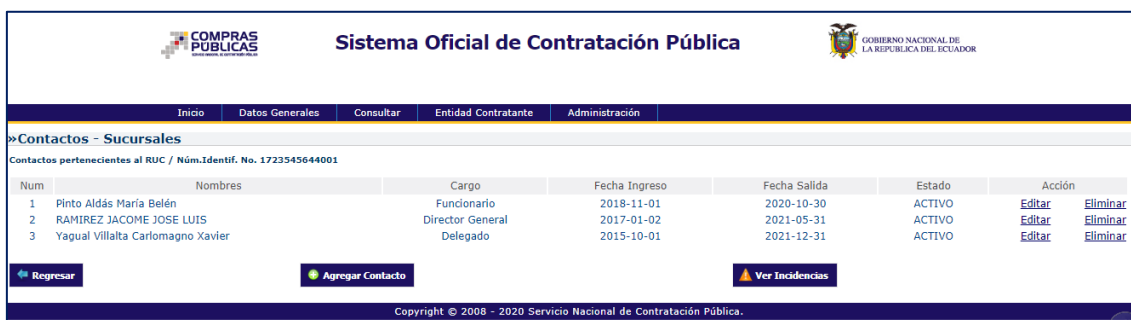 COMPRAS
PÚBLICAS
Sistema Oficial de Contratación Pública
GOBIERNO NACIONAL DE
LA REPUBLICA DEL ECUADOR
Inicio Datos Generales Consultar Entidad Contratante Administración
»Contactos - Sucursales
Contactos pertenecientes al RUC / Núm.Identif. No. 1723545644001
Num Nombres Cargo Fecha Ingreso Fecha Salida Estado Acción
1 Pinto Aldás María Belén Funcionario 2018-11-01 2020-10-30 ACTIVO Editar Eliminar
2 RAMIREZ JACOME JOSE LUIS Director General 2017-01-02 2021-05-31 ACTIVO Editar Eliminar
3 Yagual Villalta Carlomagno Xavier Delegado 2015-10-01 2021-12-31 ACTIVO Editar Eliminar
Regresar Agregar Contacto Ver Incidencias
Copyright © 2008 - 2020 Servicio Nacional de Contratación Pública.